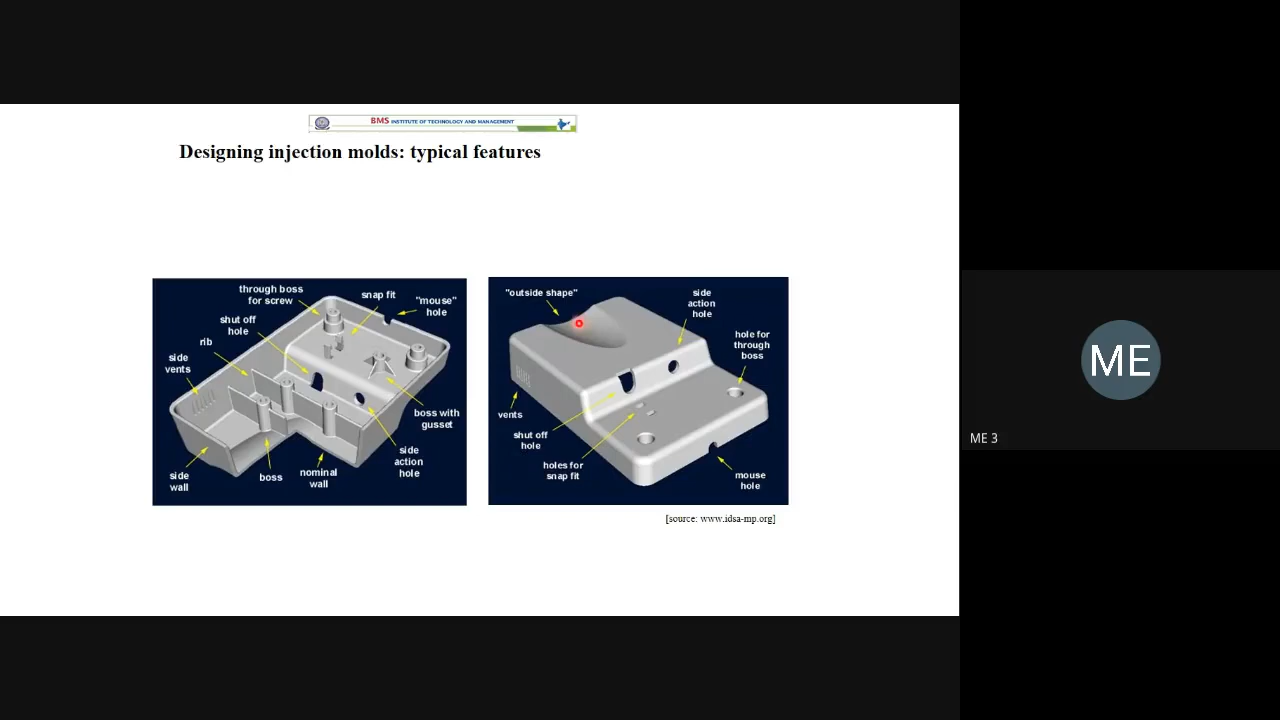 BMS INSTITUTE OF TECHNOLOGY AND MANAGEMENT
Designing injection molds: typical features
through boss
for screw
snap fit
"mouse"
hole
shut off
hole
rib
side
vents
boss with
gusset
side
action
hole
nominal
wall
boss
side
wall
"outside shape"
side
action
hole
hole for
through
boss
vents
shut off
hole
holes for
snap fit
mouse
hole
[source: www.idsa-mp.org]
ME
ME 3